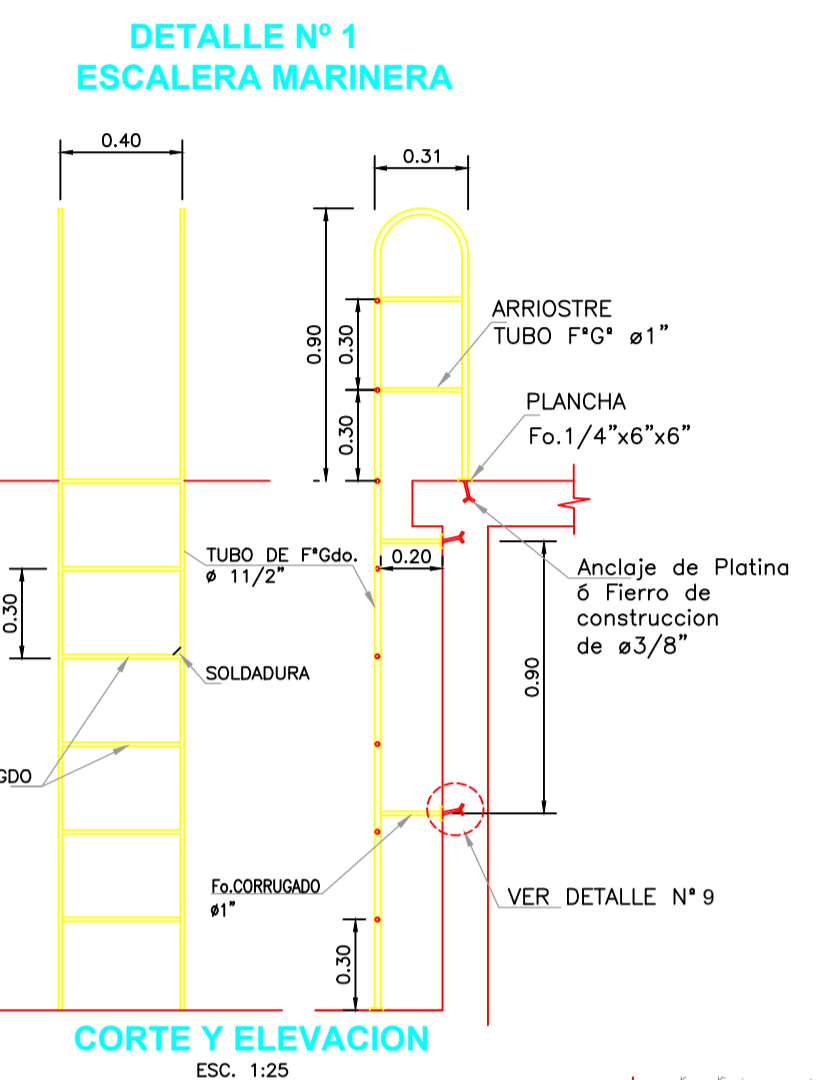 DETALLE Nº 1
ESCALERA MARINERA
0.40
0.31
0.90
0.30
0.30
ARRIOSTRE
TUBO FºGº ø1"
PLANCHA
Fo.1/4"x6"x6"
TUBO DE FºGdo.
ø 11/2"
0.20
Anclaje de Platina
ó Fierro de
construccion
de ø3/8"
0.30
SOLDADURA
0.90
GDO
Fo.CORRUGADO
ø1"
VER DETALLE Nº 9
0.30
CORTE Y ELEVACION
ESC. 1:25